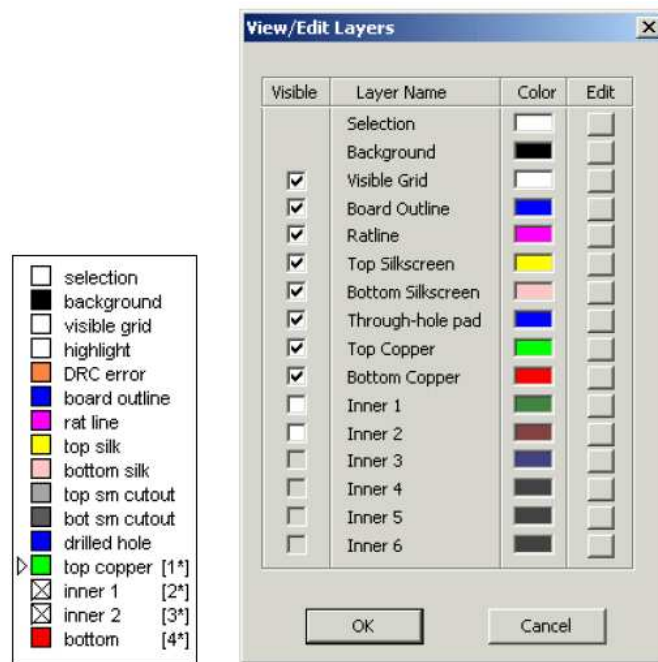 View/Edit Layers
Visible Layer Name Color Edit
Selection
Background
Visible Grid
Board Outline
Ratline
Top Silkscreen
Bottom Silkscreen
Through-hole pad
Top Copper
Bottom Copper
Inner 1
Inner 2
Inner 3
Inner 4
Inner 5
Inner 6
OK Cancel
selection
background
visible grid
highlight
DRC error
board outline
rat line
top silk
bottom silk
top sm cutout
bot sm cutout
drilled hole
top copper [1*]
inner 1 [2*]
inner 2 [3*]
bottom [4*]